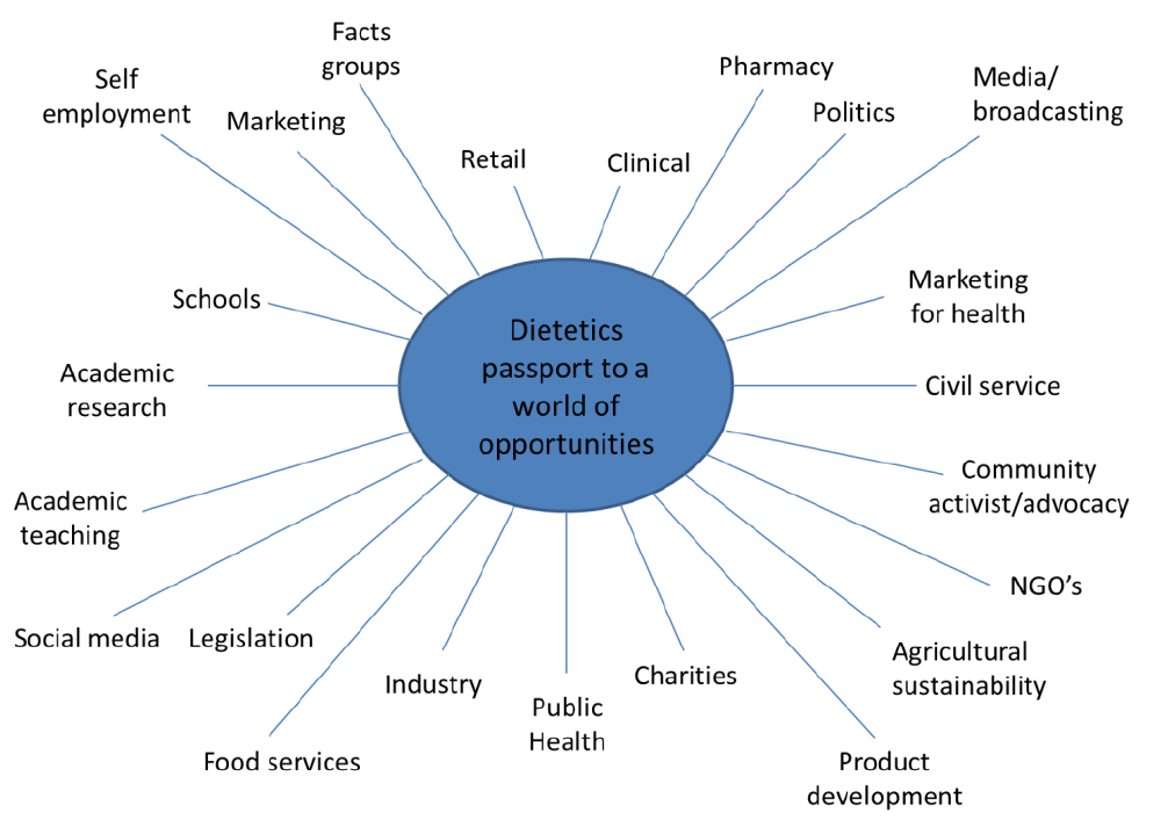 Facts
groups
Self
employment
Marketing
Retail
Clinical
Pharmacy
Politics
Media/
broadcasting
Schools
Marketing
for health
Dietetics
passport to a
world of
opportunities
Academic
research
Civil service
Academic
teaching
Community
activist/advocacy
NGO’s
Social media
Legislation
Industry
Public
Health
Charities
Agricultural
sustainability
Food services
Product
development